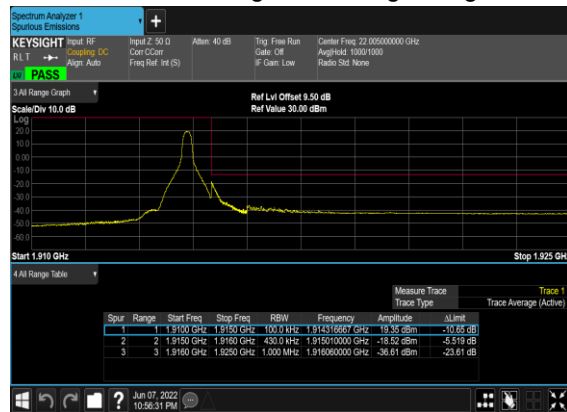 Spectrum Analyzer 1
Spurious Emissions
+
KEYSIGHT Input: RF Input Z: 50 Ω Atten: 40 dB Trig: Free Run Center Freq: 22.005000000 GHz
RLT Coupling: DC Corr CCorr Gate: Off Avg|Hold: 1000/1000
Align: Auto Freq Ref: Int (S) IF Gain: Low Radio Std: None
PASS
3 All Range Graph
Ref Lvl Offset 9.50 dB
Scale/Div 10.0 dB Ref Value 30.00 dBm
Log
20.0
10.0
0.00
-10.0
-20.0
-30.0
-40.0
-50.0
-60.0
Start 1.910 GHz Stop 1.925 GH
4 All Range Table
Measure Trace Trace 1
Trace Type Trace Average (Active)
Spur Range Start Freq Stop Freq RBW Frequency Amplitude ΔLimit
1 1 1.9100 GHz 1.9150 GHz 100.0 kHz 1.914316667 GHz 19.35 dBm -10.65 dB
2 2 1.9150 GHz 1.9160 GHz 430.0 kHz 1.915010000 GHz -18.52 dBm -5.519 dB
3 3 1.9160 GHz 1.9250 GHz 1.000 MHz 1.916060000 GHz -36.61 dBm -23.61 dB
? Jun 07, 2022
10:56:31 PM